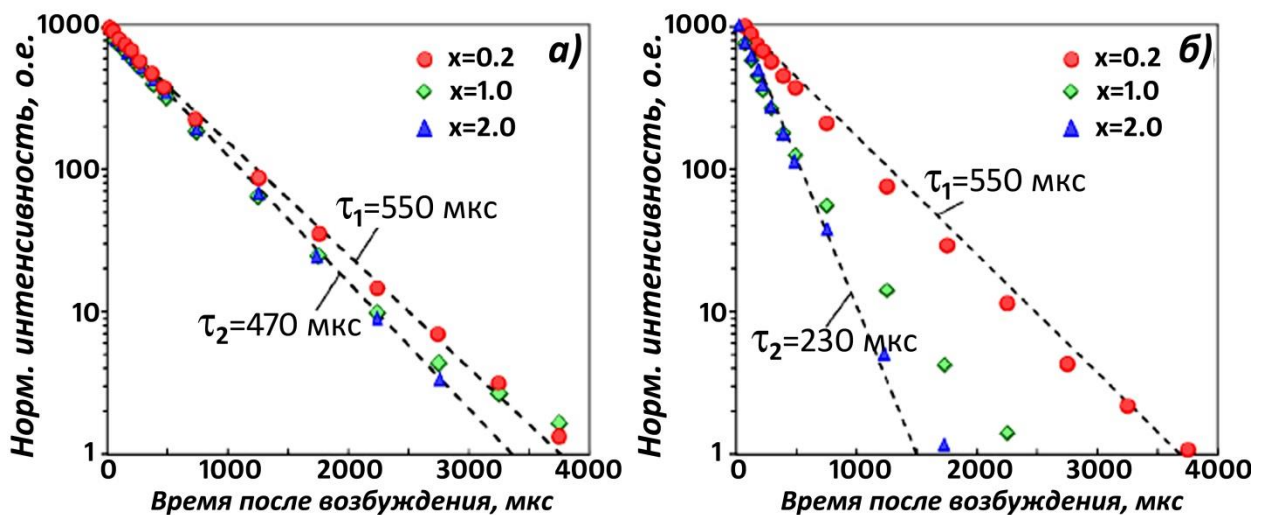 Норм. интенсивность, о.е.
1000
100
10
1
а)
x=0.2
x=1.0
x=2.0
τ1=550 мкс
τ2=470 мкс
0
1000
2000
3000
4000
Время после возбуждения, мкс
Норм. интенсивность, о.е.
1000
100
10
1
б)
x=0.2
x=1.0
x=2.0
τ1=550 мкс
τ2=230 мкс
0
1000
2000
3000
4000
Время после возбуждения, мкс